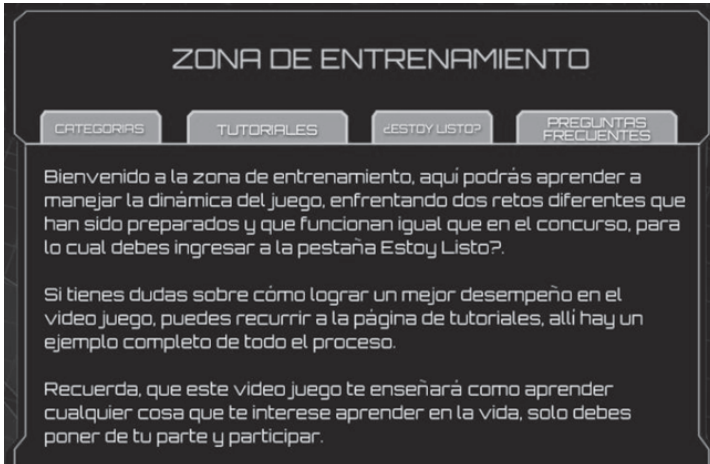 ZONA DE ENTRENAMIENTO
CATEGORIAS
TUTORIALES
¿ESTOY LISTO?
PREGUNTAS
FRECUENTES
Bienvenido a la zona de entrenamiento, aquí podrás aprender a
manejar la dinámica del juego, enfrentando dos retos diferentes que
han sido preparados y que funcionan igual que en el concurso, para
lo cual debes ingresar a la pestaña Estoy Listo?.
Si tienes dudas sobre cómo lograr un mejor desempeño en el
video juego, puedes recurrir a la página de tutoriales, allí hay un
ejemplo completo de todo el proceso.
Recuerda, que este video juego te enseñará como aprender
cualquier cosa que te interese aprender en la vida, solo debes
poner de tu parte y participar.